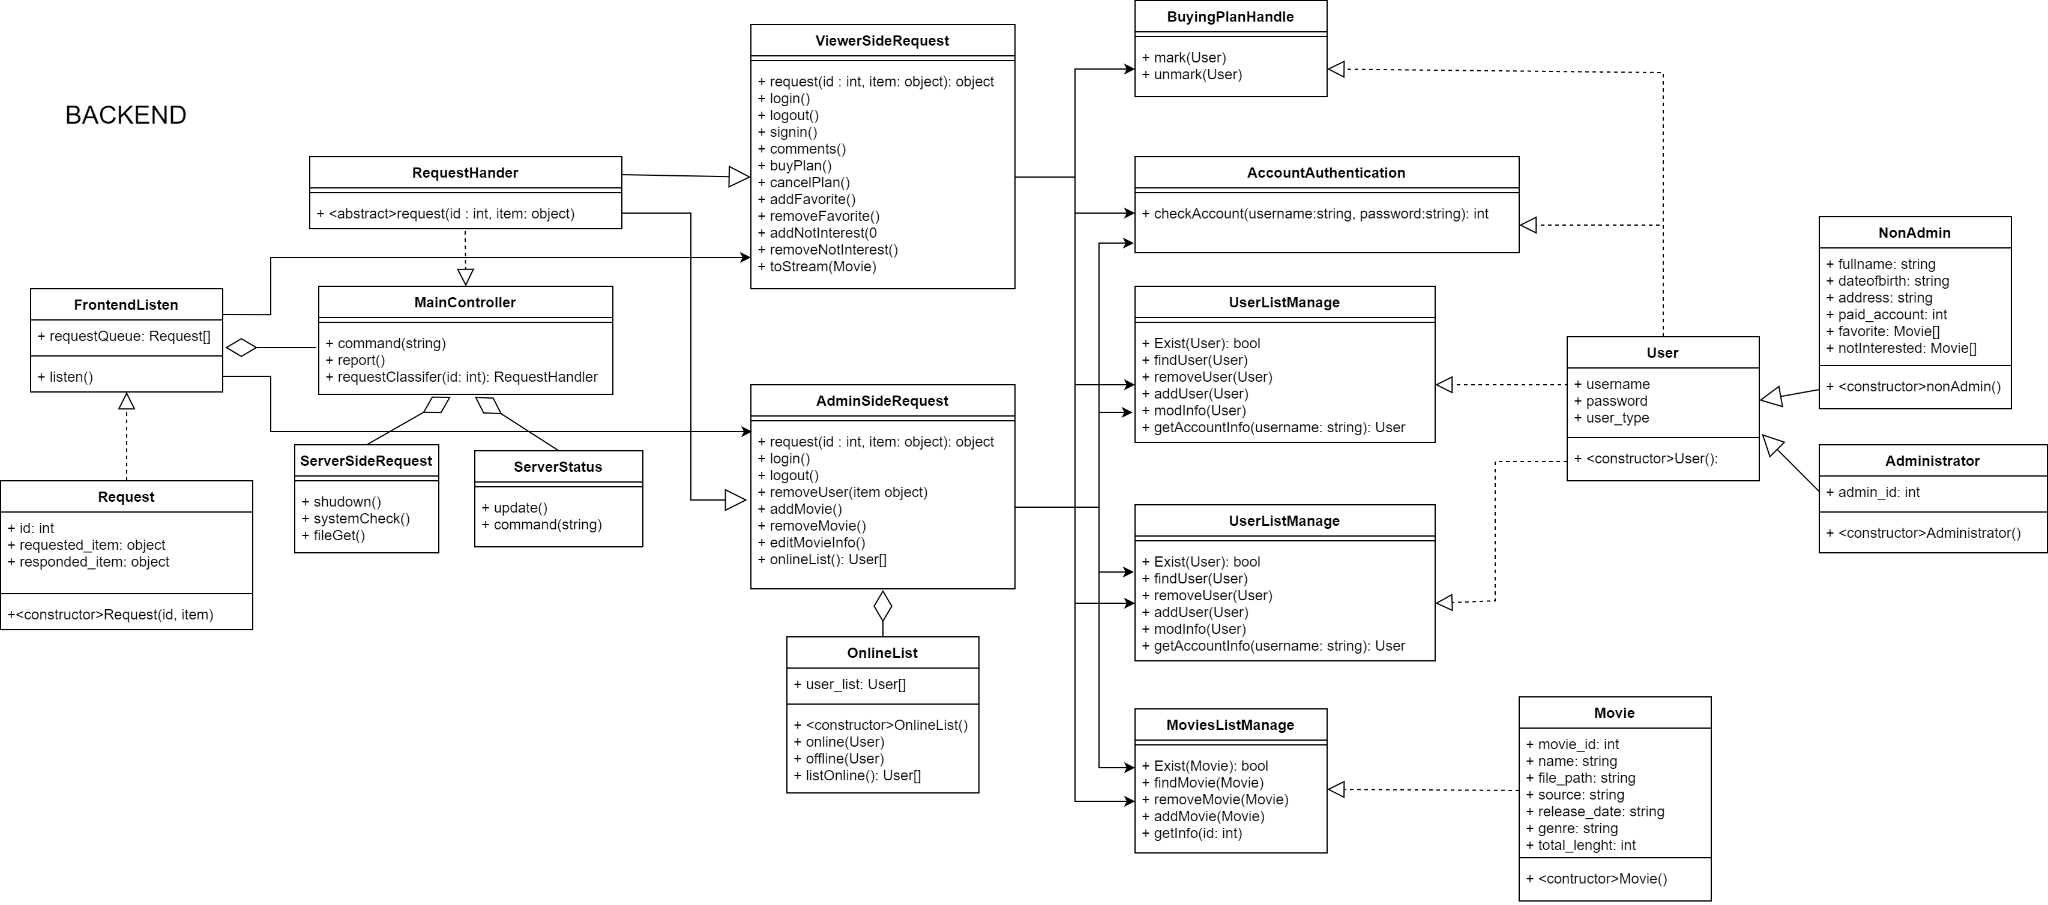 BACKEND
RequestHander
+ <abstract>request(id : int, item: object)
FrontendListen
+ requestQueue: Request[]
+ listen()
MainController
+ command(string)
+ report()
+ requestClassifer(id: int): RequestHandler
ServerSideRequest
+ shudown()
+ systemCheck()
+ fileGet()
ServerStatus
+ update()
+ command(string)
Request
+ id: int
+ requested_item: object
+ responded_item: object
+<constructor>Request(id, item)
ViewerSideRequest
+ request(id : int, item: object): object
+ login()
+ logout()
+ signin()
+ comments()
+ buyPlan()
+ cancelPlan()
+ addFavorite()
+ removeFavorite()
+ addNotInterest(0
+ removeNotInterest()
+ toStream(Movie)
AdminSideRequest
+ request(id : int, item: object): object
+ login()
+ logout()
+ removeUser(item object)
+ addMovie()
+ removeMovie()
+ editMovieInfo()
+ onlineList(): User[]
OnlineList
+ user_list: User[]
+ <constructor>OnlineList()
+ online(User)
+ offline(User)
+ listOnline(): User[]
BuyingPlanHandle
+ mark(User)
+ unmark(User)
AccountAuthentication
+ checkAccount(username:string, password:string): int
UserListManage
+ Exist(User): bool
+ findUser(User)
+ removeUser(User)
+ addUser(User)
+ modInfo(User)
+ getAccountInfo(username: string): User
UserListManage
+ Exist(User): bool
+ findUser(User)
+ removeUser(User)
+ addUser(User)
+ modInfo(User)
+ getAccountInfo(username: string): User
MoviesListManage
+ Exist(Movie): bool
+ findMovie(Movie)
+ removeMovie(Movie)
+ addMovie(Movie)
+ getInfo(id: int)
User
+ username
+ password
+ user_type
+ <constructor>User():
NonAdmin
+ fullname: string
+ dateofbirth: string
+ address: string
+ paid_account: int
+ favorite: Movie[]
+ notInterested: Movie[]
+ <constructor>nonAdmin()
Administrator
+ admin_id: int
+ <constructor>Administrator()
Movie
+ movie_id: int
+ name: string
+ file_path: string
+ source: string
+ release_date: string
+ genre: string
+ total_lenght: int
+ <contructor>Movie()